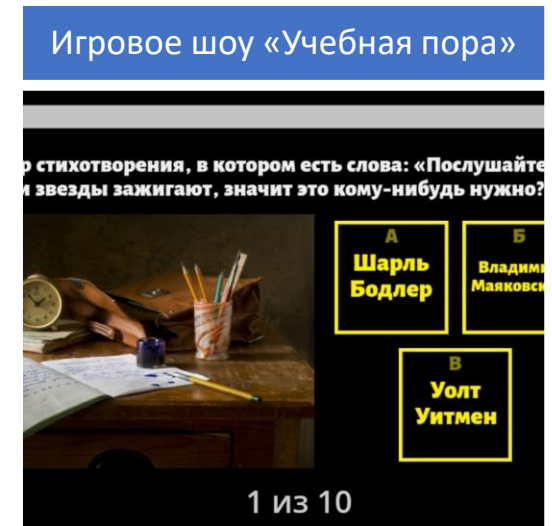 Игровое шоу «Учебная пора»
р стихотворения, в котором есть слова: «Послушайте
и звезды зажигают, значит это кому-нибудь нужно?
А
Шарль
Бодлер
Б
Владими
Маяковск
В
Уолт
Уитмен
1 из 10